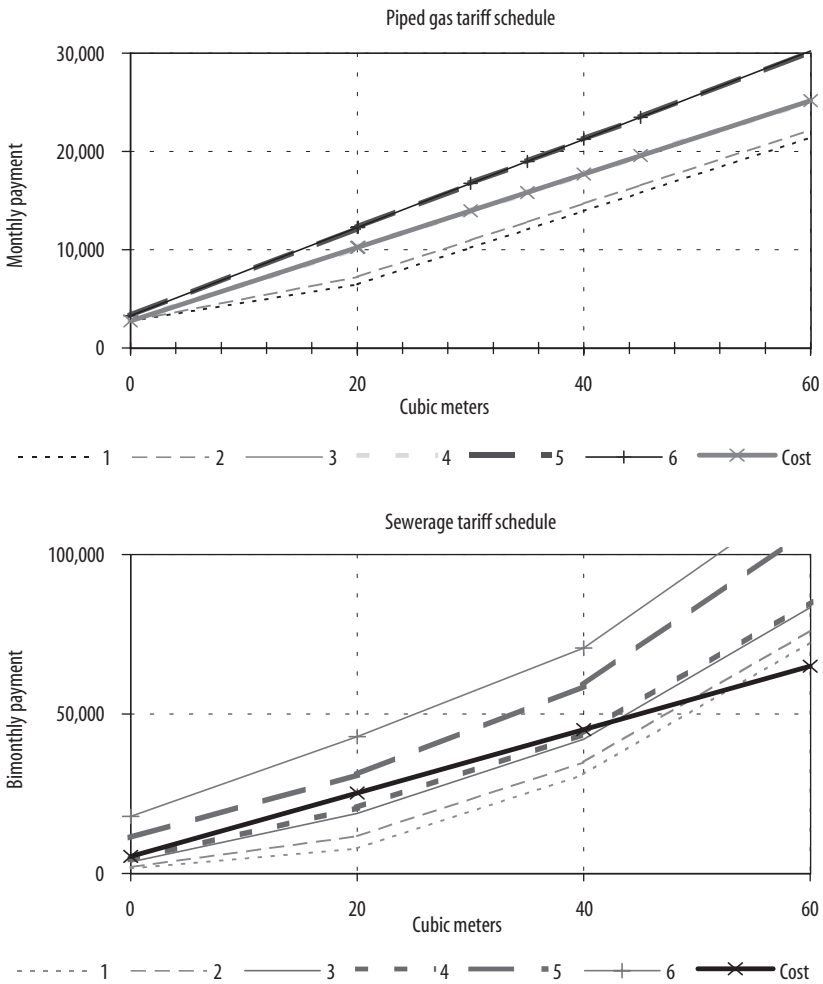 Piped gas tariff schedule
30,000
20,000
10,000
0
Monthly payment
0 20 40 60
Cubic meters
1 2 3 4 5 6 Cost
Sewerage tariff schedule
100,000
50,000
0
Bimonthly payment
0 20 40 60
Cubic meters
1 2 3 4 5 6 Cost